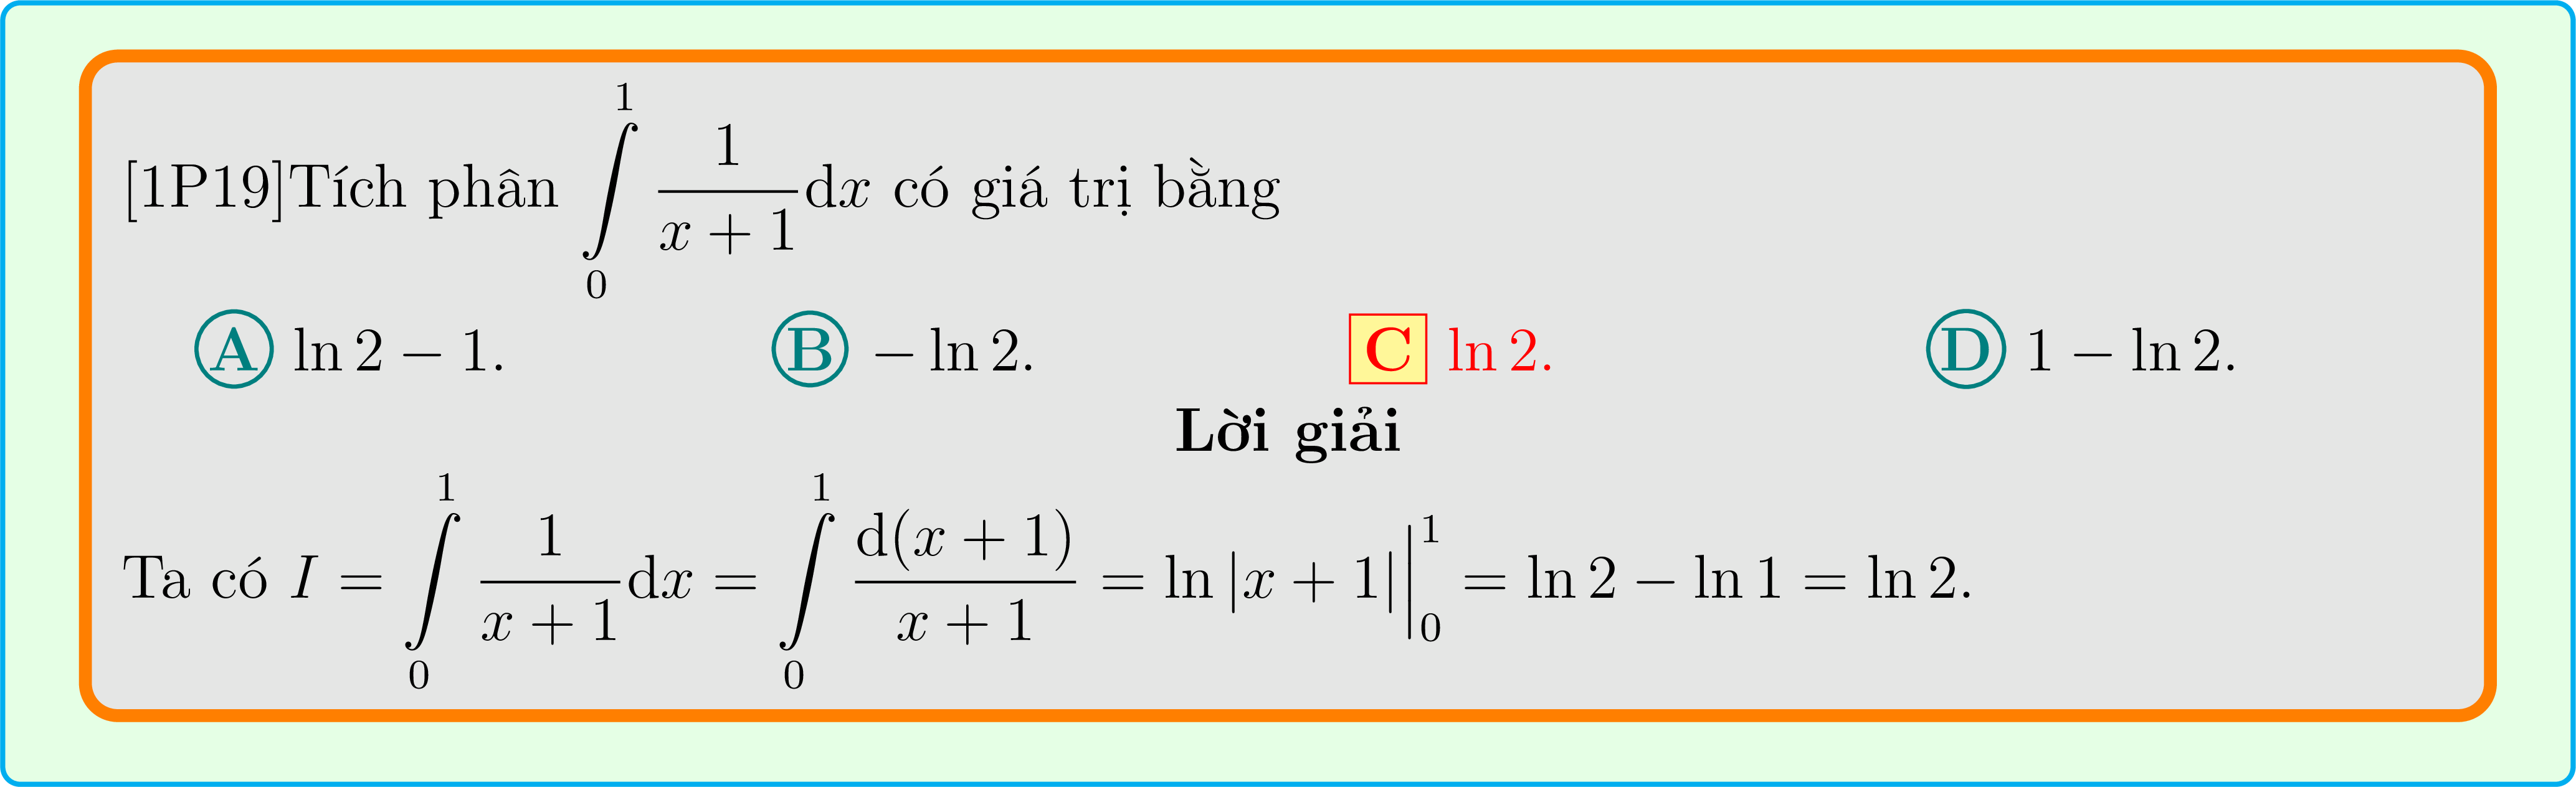 [1P19]Tích phân $\int\limits_0^1 \frac{1}{x+1}\mathrm{d}x$ có giá trị bằng
A ln 2 − 1. B − ln 2. C ln 2. D 1 − ln 2.
Lời giải
Ta có $I = \int\limits_0^1 \frac{1}{x+1}\mathrm{d}x = \int\limits_0^1 \frac{\mathrm{d}(x+1)}{x+1} = \ln|x+1|\Big|_0^1 = \ln 2 - \ln 1 = \ln 2.$